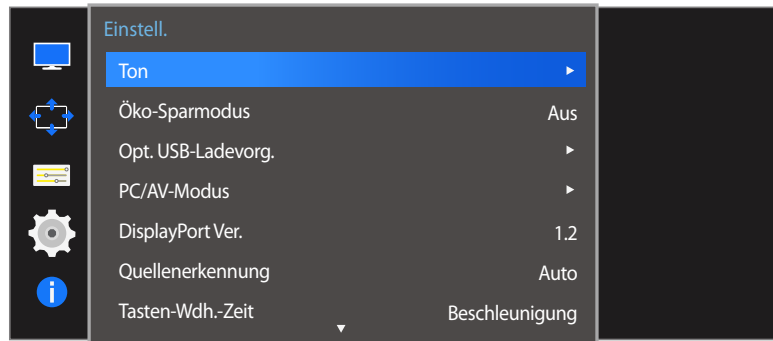 Einstell.
Ton
Öko-Sparmodus Aus
Opt. USB-Ladevorg.
PC/AV-Modus
DisplayPort Ver. 1.2
Quellenerkennung Auto
Tasten-Wdh.-Zeit Beschleunigung